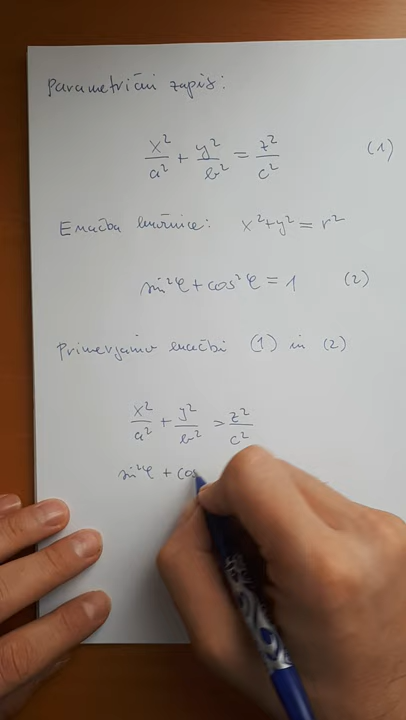 Parametrični zapis:
x²/a² + y²/b² = z²/c² (1)
Enačba krožnice: x²+y² = r²
sin²φ + cos²φ = 1 (2)
Primerjamo enačbi (1) in (2)
x²/a² + y²/b² > z²/c²
sin²φ + cos